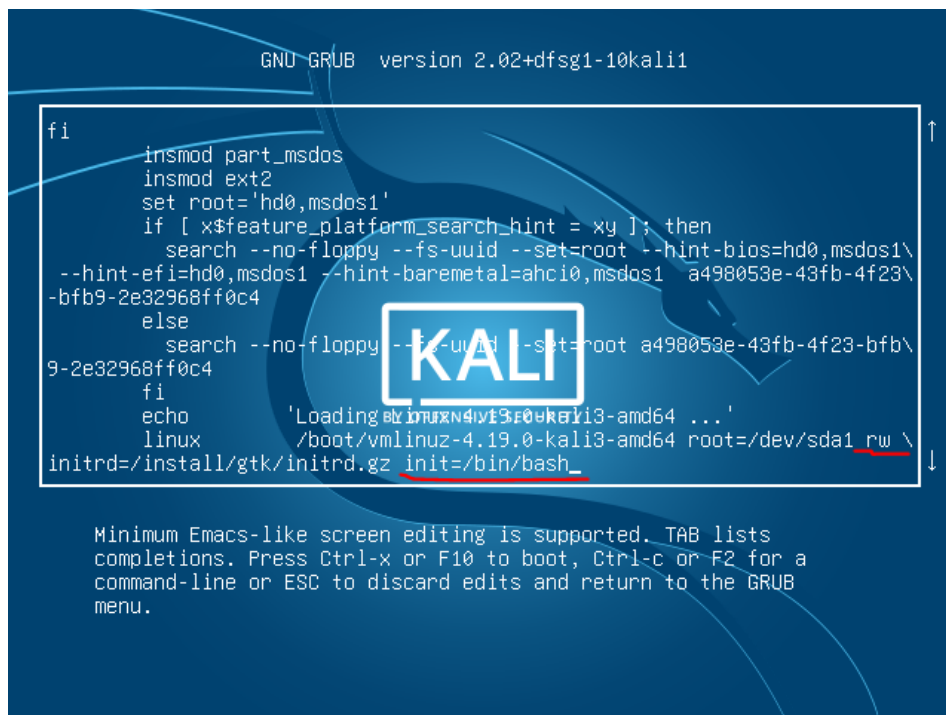 GNU GRUB  version 2.02+dfsg1-10kali1
fi
insmod part_msdos
insmod ext2
set root='hd0,msdos1'
if [ x$feature_platform_search_hint = xy ]; then
search --no-floppy --fs-uuid --set=root --hint-bios=hd0,msdos1\
--hint-efi=hd0,msdos1 --hint-baremetal=ahci0,msdos1  a498053e-43fb-4f23\
-bfb9-2e32968ff0c4
else
search --no-floppy --fs-uuid --set=root a498053e-43fb-4f23-bfb\
9-2e32968ff0c4
fi
KALI
BY OFFENSIVE SECURITY
echo 'Loading Linux 4.19.0-kali3-amd64 ...'
linux /boot/vmlinuz-4.19.0-kali3-amd64 root=/dev/sda1 rw \
initrd=/install/gtk/initrd.gz init=/bin/bash_
Minimum Emacs-like screen editing is supported. TAB lists
completions. Press Ctrl-x or F10 to boot, Ctrl-c or F2 for a
command-line or ESC to discard edits and return to the GRUB
menu.